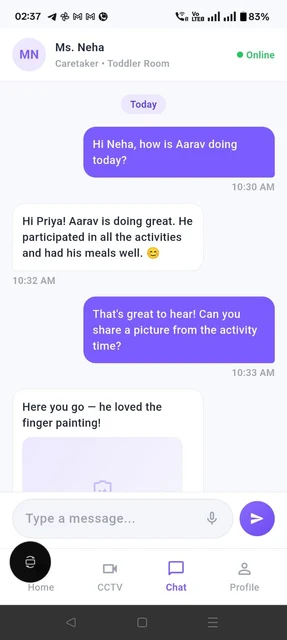 02:37
Vo
LTE
83%
MN
Ms. Neha
Caretaker • Toddler Room
Online
Today
Hi Neha, how is Aarav doing
today?
10:30 AM
Hi Priya! Aarav is doing great. He
participated in all the activities
and had his meals well. 😊
10:32 AM
That's great to hear! Can you
share a picture from the activity
time?
10:33 AM
Here you go — he loved the
finger painting!
Type a message...
Home
CCTV
Chat
Profile